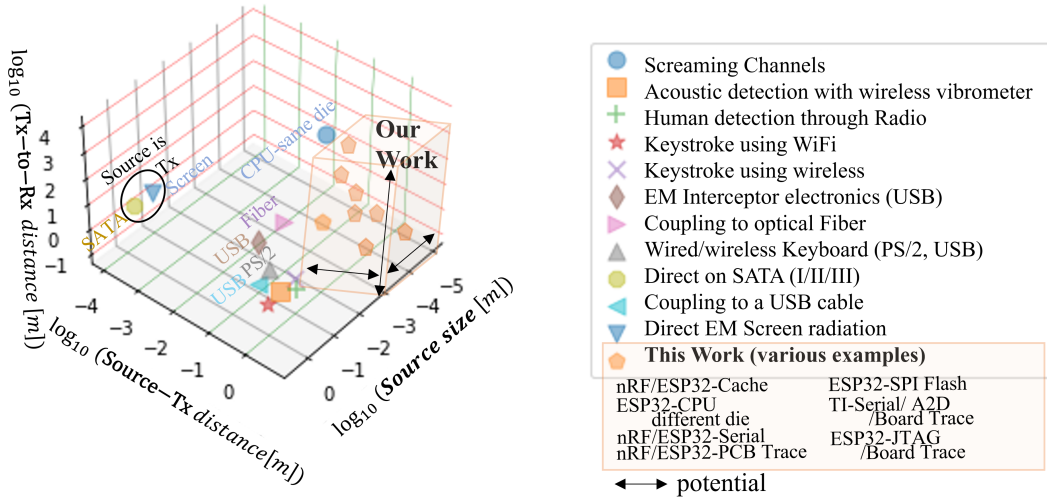 log₁₀ (Tx−to−Rx distance [m])
4
3
2
1
0
−1
Source is
Tx
Screen
SATA
CPU-same die
Fiber
USB
PS/2
USB
Our
Work
−4
−3
−2
−1
0
log₁₀ (Source−Tx distance[m])
−5
−4
−3
−2
−1
0
log₁₀ (Source size [m])
Screaming Channels
Acoustic detection with wireless vibrometer
Human detection through Radio
Keystroke using WiFi
Keystroke using wireless
EM Interceptor electronics (USB)
Coupling to optical Fiber
Wired/wireless Keyboard (PS/2, USB)
Direct on SATA (I/II/III)
Coupling to a USB cable
Direct EM Screen radiation
This Work (various examples)
nRF/ESP32-Cache
ESP32-CPU
different die
nRF/ESP32-Serial
nRF/ESP32-PCB Trace
ESP32-SPI Flash
TI-Serial/ A2D
/Board Trace
ESP32-JTAG
/Board Trace
potential